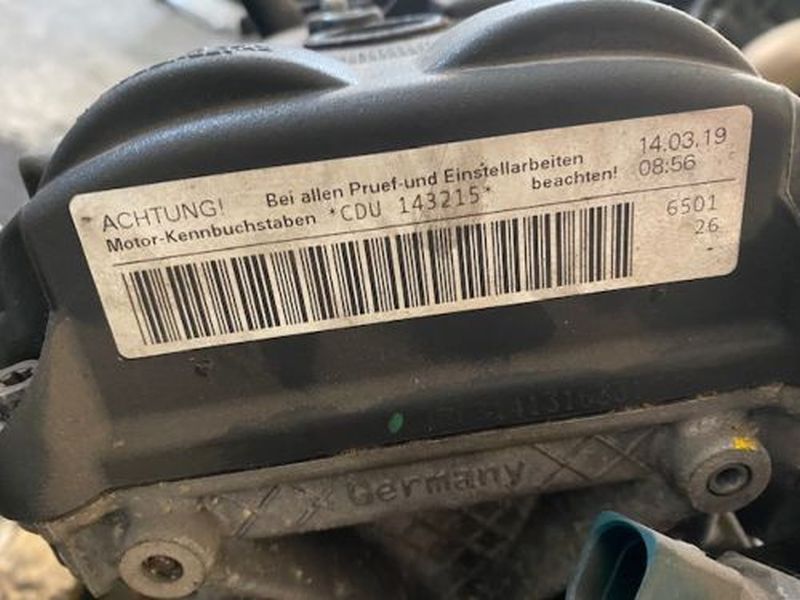 ACHTUNG! Bei allen Pruef-und Einstellarbeiten 14.03.19
Motor-Kennbuchstaben *CDU 143215* beachten! 08:56
6501
26
-
Germany